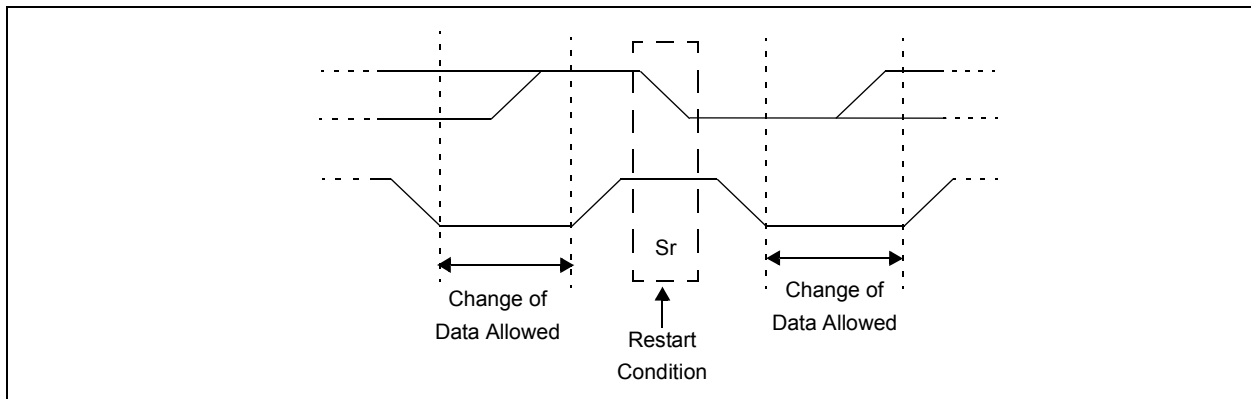 Sr
Change of
Data Allowed
Restart
Condition
Change of
Data Allowed